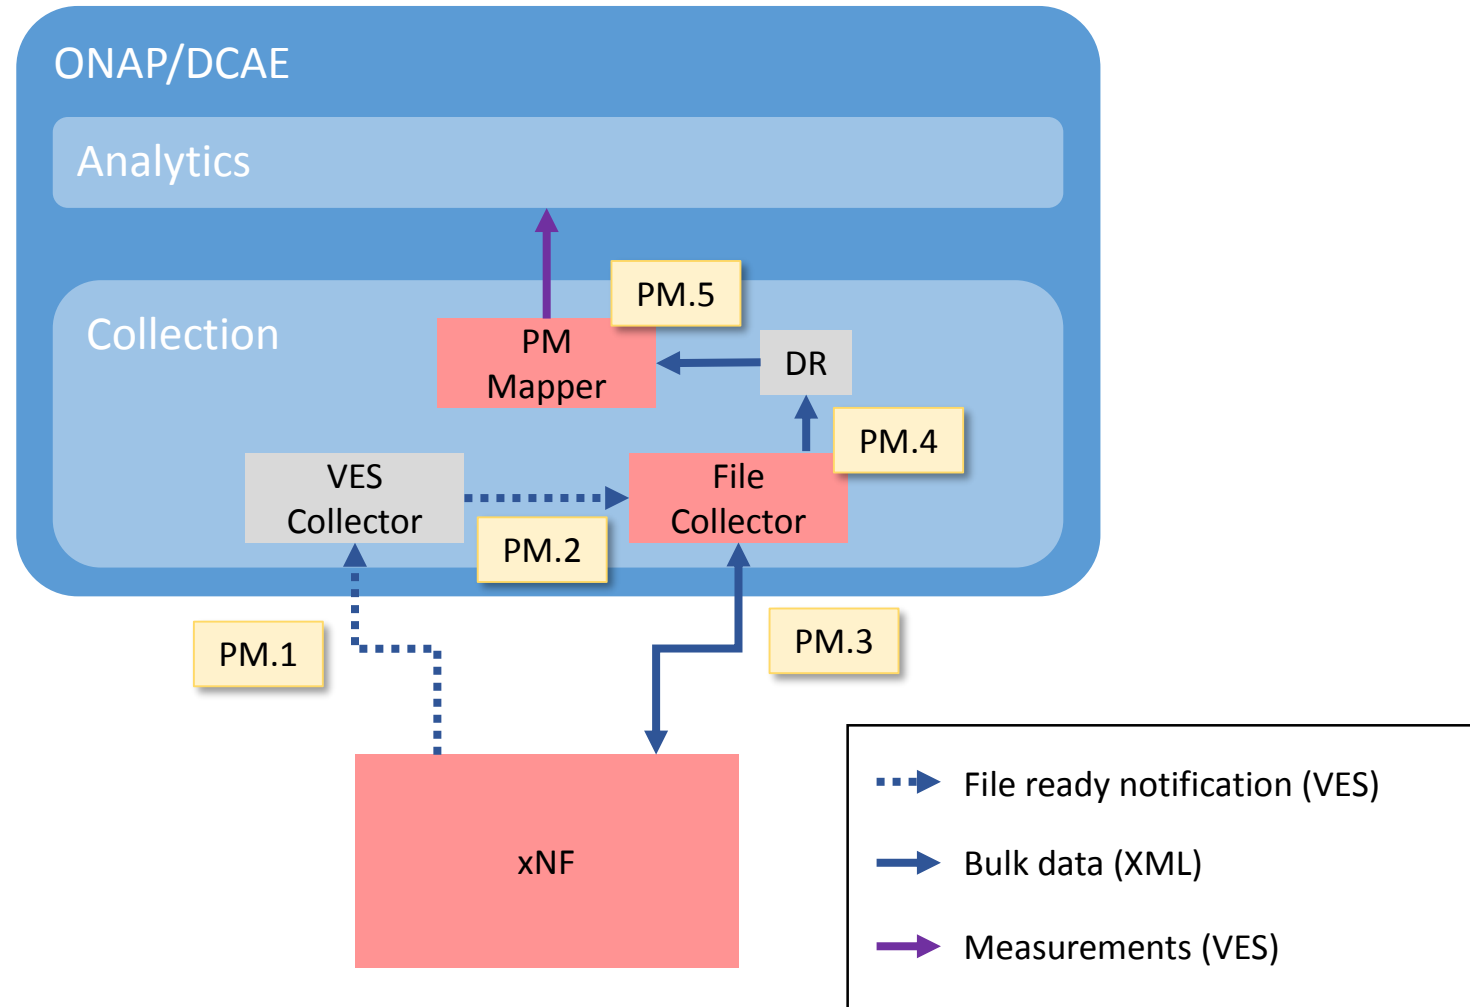 ONAP/DCAE
Analytics
Collection
PM.5
PM
Mapper
DR
PM.4
VES
Collector
File
Collector
PM.2
PM.1
PM.3
xNF
File ready notification (VES)
Bulk data (XML)
Measurements (VES)